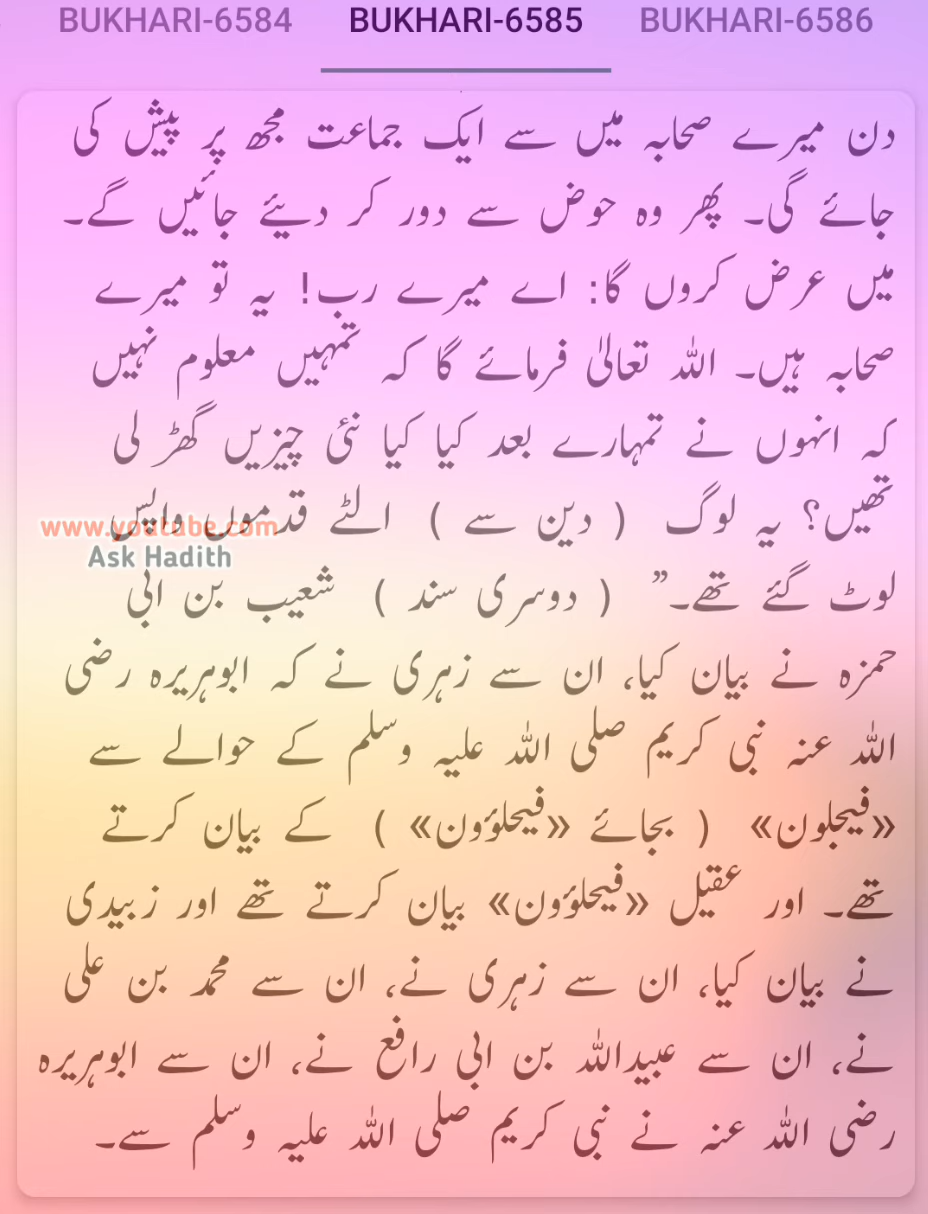 BUKHARI-6584 BUKHARI-6585 BUKHARI-6586
دن میرے صحابہ میں سے ایک جماعت مجھ پر پیش کی
جائے گی۔ پھر وہ حوض سے دور کر دیئے جائیں گے۔
میں عرض کروں گا: اے میرے رب! یہ تو میرے
صحابہ ہیں۔ اللہ تعالیٰ فرمائے گا کہ تمہیں معلوم نہیں
کہ انہوں نے تمہارے بعد کیا کیا نئی چیزیں گھڑ لی
تھیں؟ یہ لوگ ( دین سے ) الٹے قدموں واپس
www.youtube.com
Ask Hadith
لوٹ گئے تھے۔” ( دوسری سند ) شعیب بن ابی
حمزہ نے بیان کیا، ان سے زہری نے کہ ابوہریرہ رضی
اللہ عنہ نبی کریم صلی اللہ علیہ وسلم کے حوالے سے
«فيجلون» ( بجائے «فيحلؤون» ) کے بیان کرتے
تھے۔ اور عقیل «فيحلؤون» بیان کرتے تھے اور زبیدی
نے بیان کیا، ان سے زہری نے، ان سے محمد بن علی
نے، ان سے عبیداللہ بن ابی رافع نے، ان سے ابوہریرہ
رضی اللہ عنہ نے نبی کریم صلی اللہ علیہ وسلم سے۔